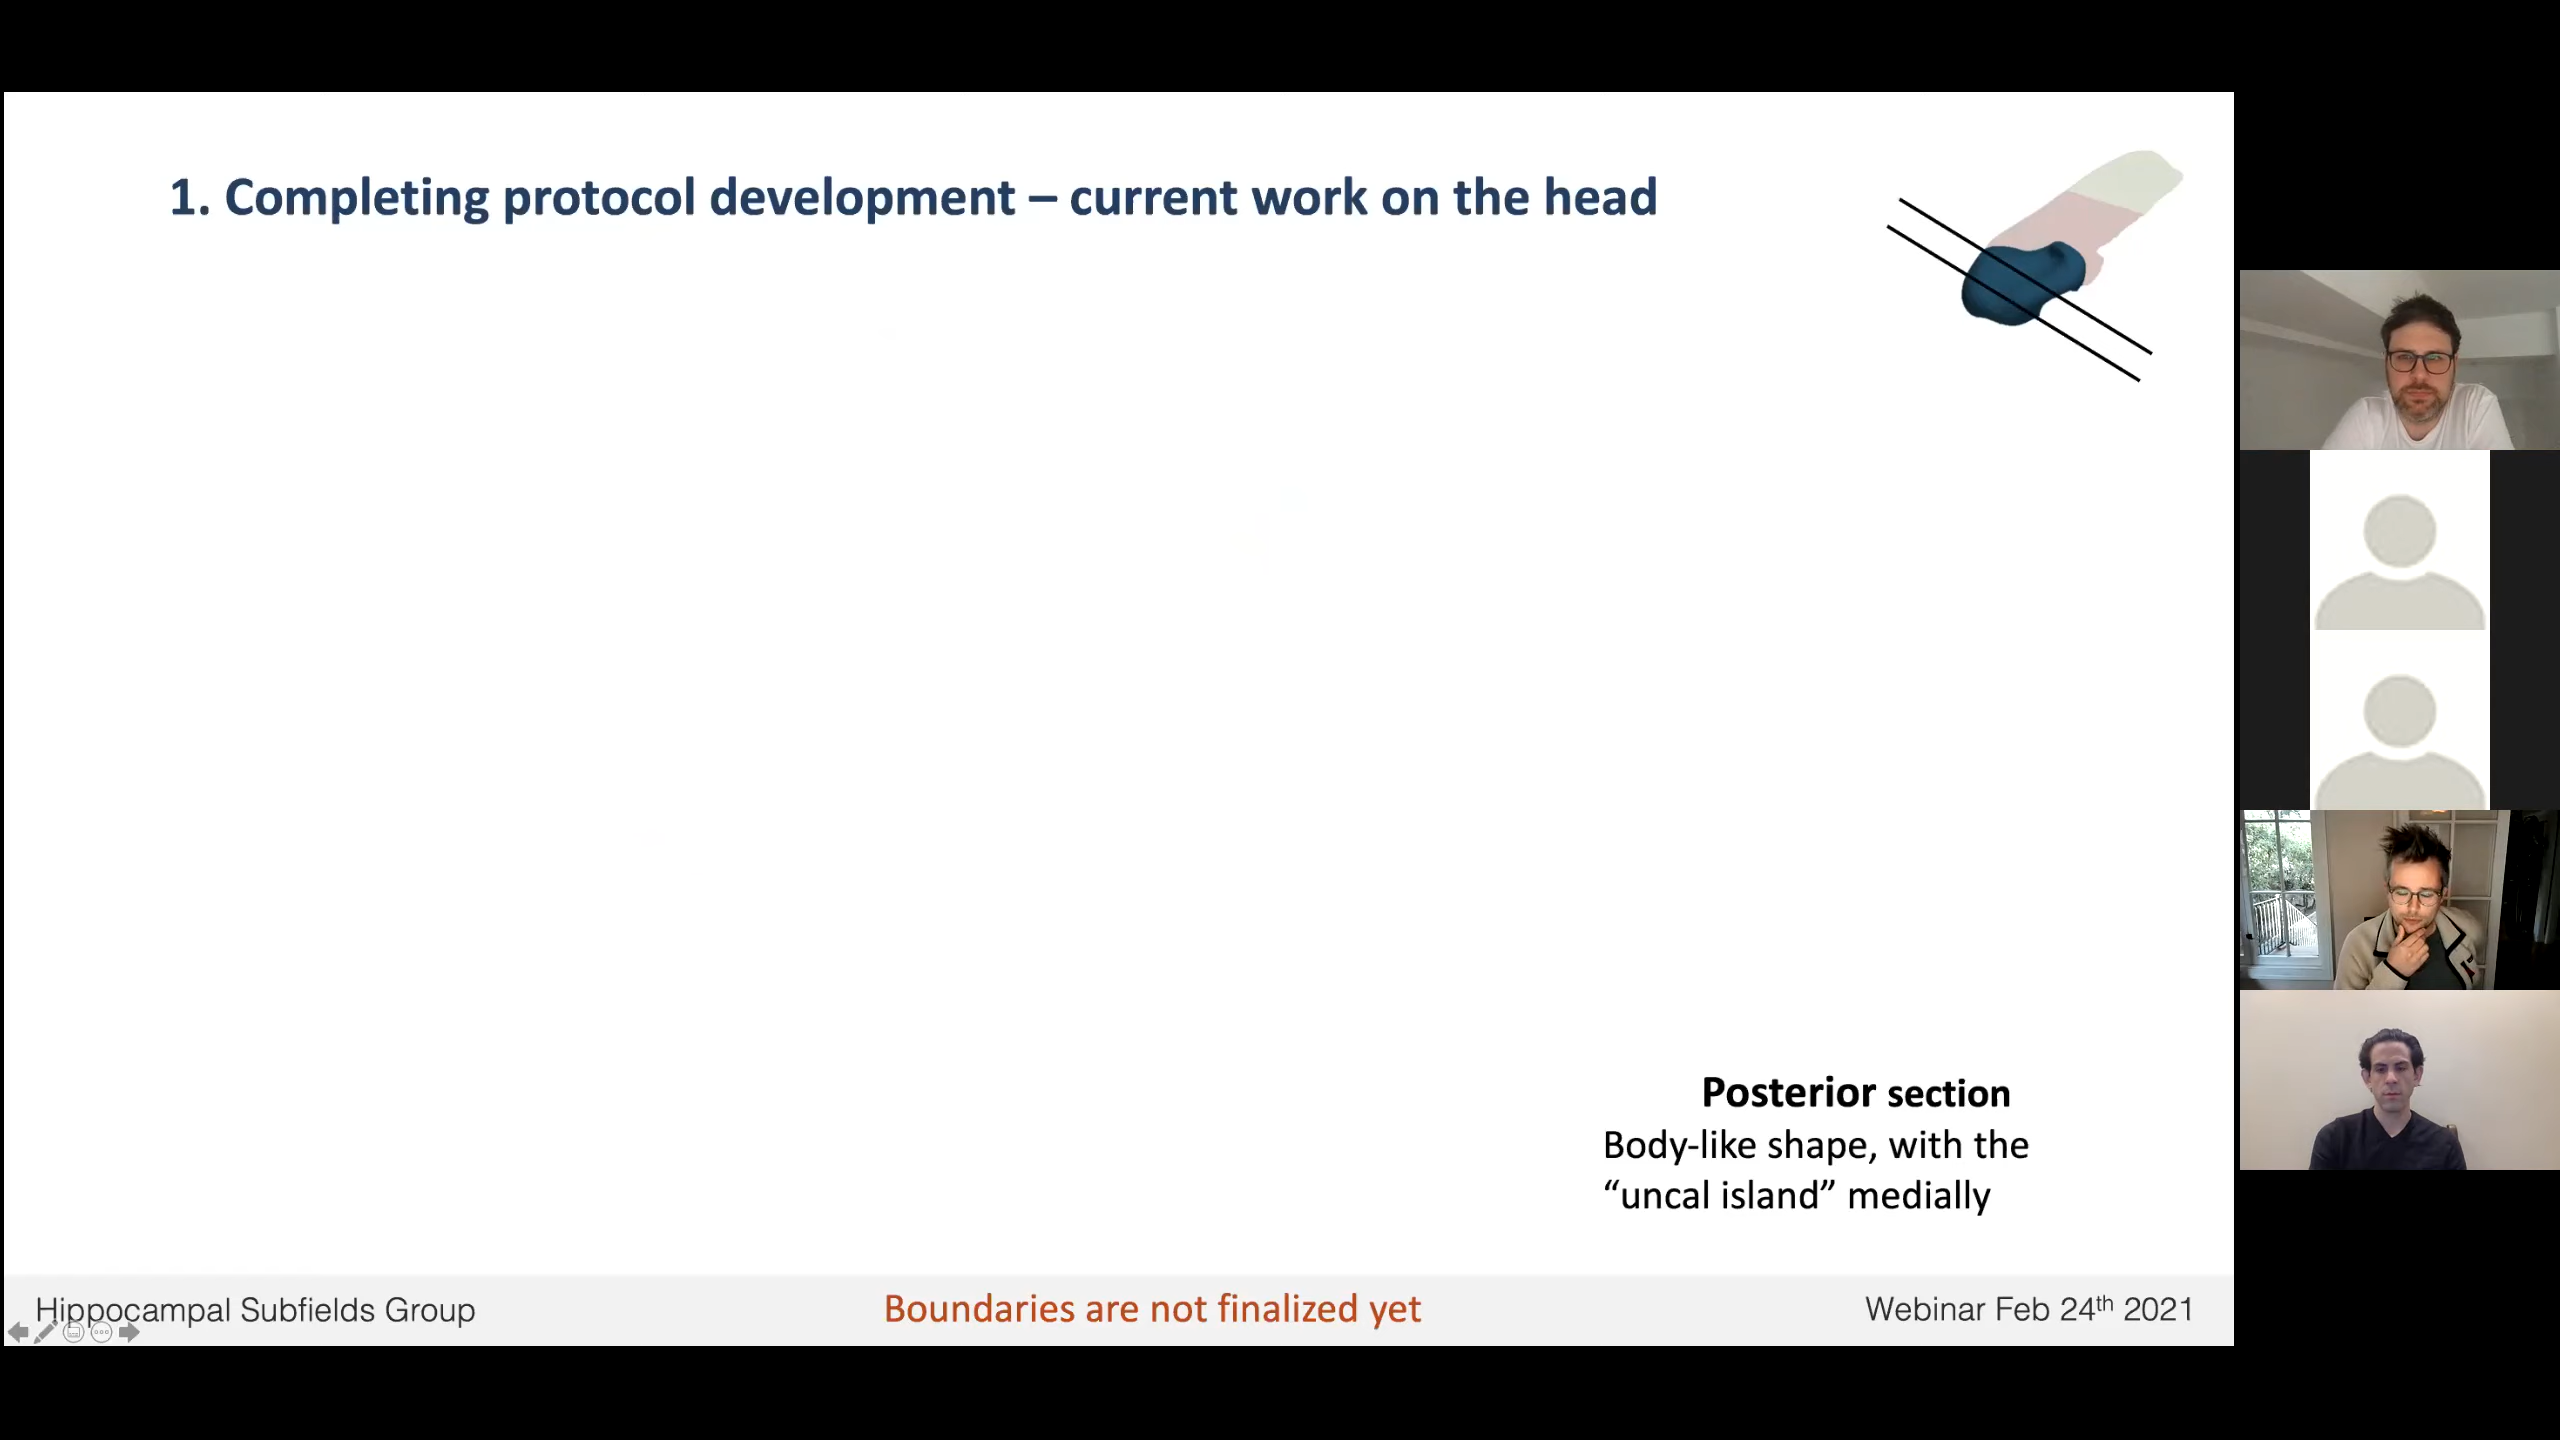 1. Completing protocol development – current work on the head
Posterior section
Body-like shape, with the
“uncal island” medially
Hippocampal Subfields Group
Boundaries are not finalized yet
Webinar Feb 24th 2021